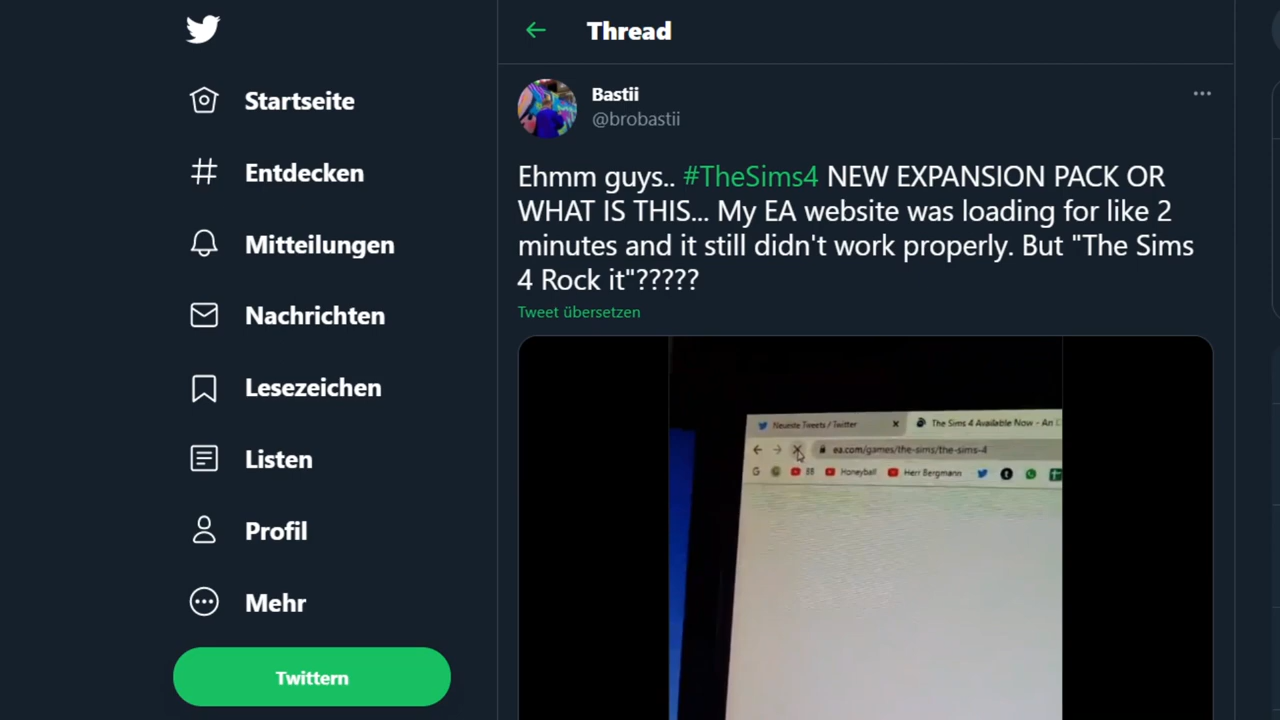 Thread
Startseite
Entdecken
Mitteilungen
Nachrichten
Lesezeichen
Listen
Profil
Mehr
Twittern
Bastii
@brobastii
Ehmm guys.. #TheSims4 NEW EXPANSION PACK OR
WHAT IS THIS... My EA website was loading for like 2
minutes and it still didn't work properly. But "The Sims
4 Rock it"?????
Tweet übersetzen
Neueste Tweets / Twitter
The Sims 4 Available Now - An
ea.com/games/the-sims/the-sims-4
Honeyball
Herr Bergmann